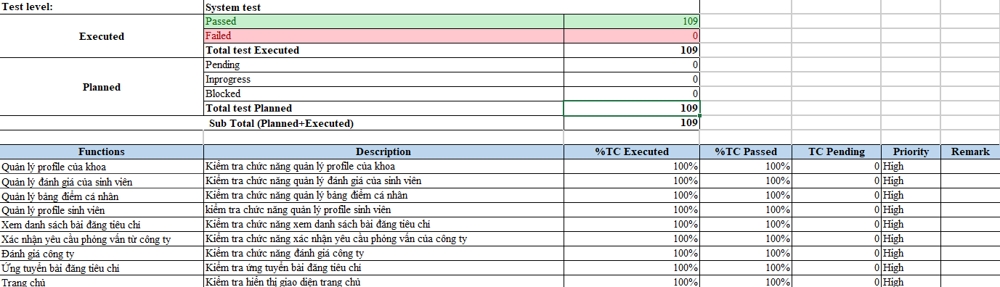 Test level: System test
Executed Passed 109
Failed 0
Total test Executed 109
Planned Pending 0
Inprogress 0
Blocked 0
Total test Planned 109
Sub Total (Planned+Executed) 109
Functions Description %TC Executed %TC Passed TC Pending Priority Remark
Quản lý profile của khoa Kiểm tra chức năng quản lý profile của khoa 100% 100% 0 High
Quản lý đánh giá của sinh viên Kiểm tra chức năng quản lý đánh giá của sinh viên 100% 100% 0 High
Quản lý bảng điểm cá nhân Kiểm tra chức năng quản lý bảng điểm cá nhân 100% 100% 0 High
Quản lý profile sinh viên kiểm tra chức năng quản lý profile sinh viên 100% 100% 0 High
Xem danh sách bài đăng tiêu chí Kiểm tra chức năng xem danh sách bài đăng tiêu chí 100% 100% 0 High
Xác nhận yêu cầu phỏng vấn từ công ty Kiểm tra chức năng xác nhận yêu cầu phỏng vấn của công ty 100% 100% 0 High
Đánh giá công ty Kiểm tra chức năng đánh giá công ty 100% 100% 0 High
Ứng tuyển bài đăng tiêu chí Kiểm tra ứng tuyển bài đăng tiêu chí 100% 100% 0 High
Trang chủ Kiểm tra hiển thị giao diện trang chủ 100% 100% 0 High